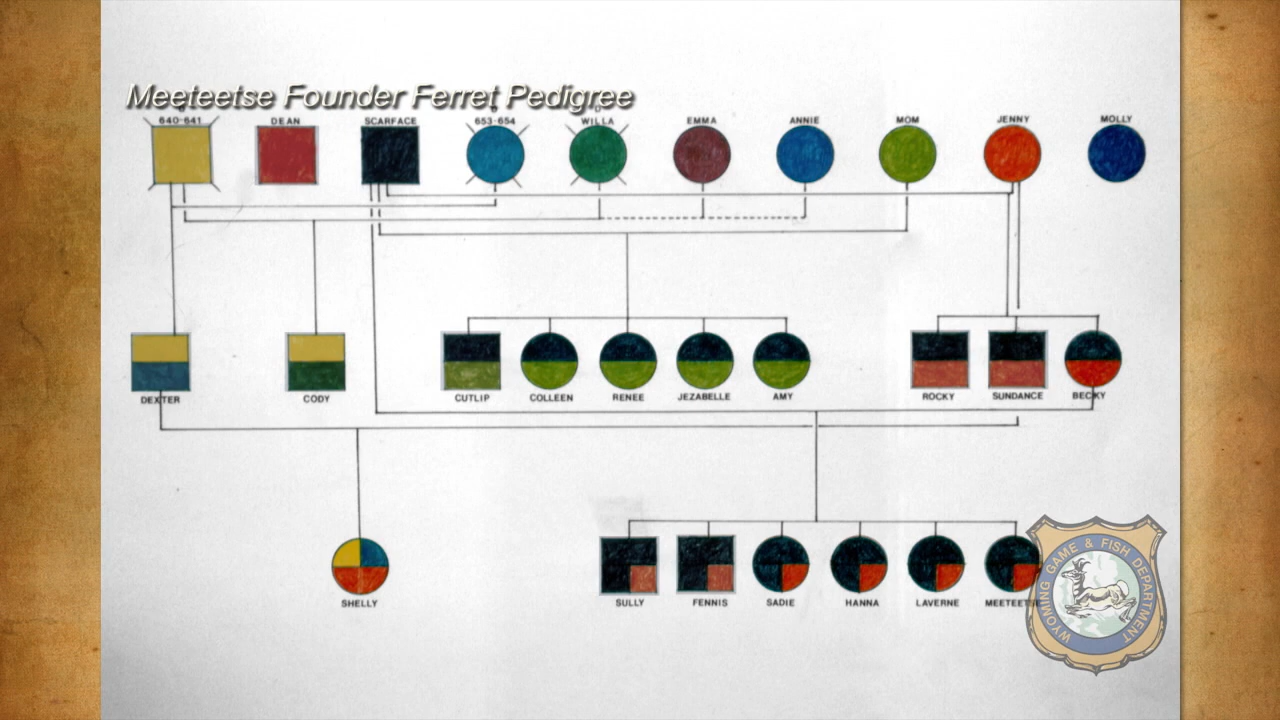 Meeteetse Founder Ferret Pedigree
640-641 DEAN SCARFACE 653-654 WILLA EMMA ANNIE MOM JENNY MOLLY
DEXTER CODY CUTLIP COLLEEN RENEE JEZABELLE AMY ROCKY SUNDANCE BECKY
SHELLY SULLY FENNIS SADIE HANNA LAVERNE MEETEETSE
WYOMING GAME & FISH DEPARTMENT